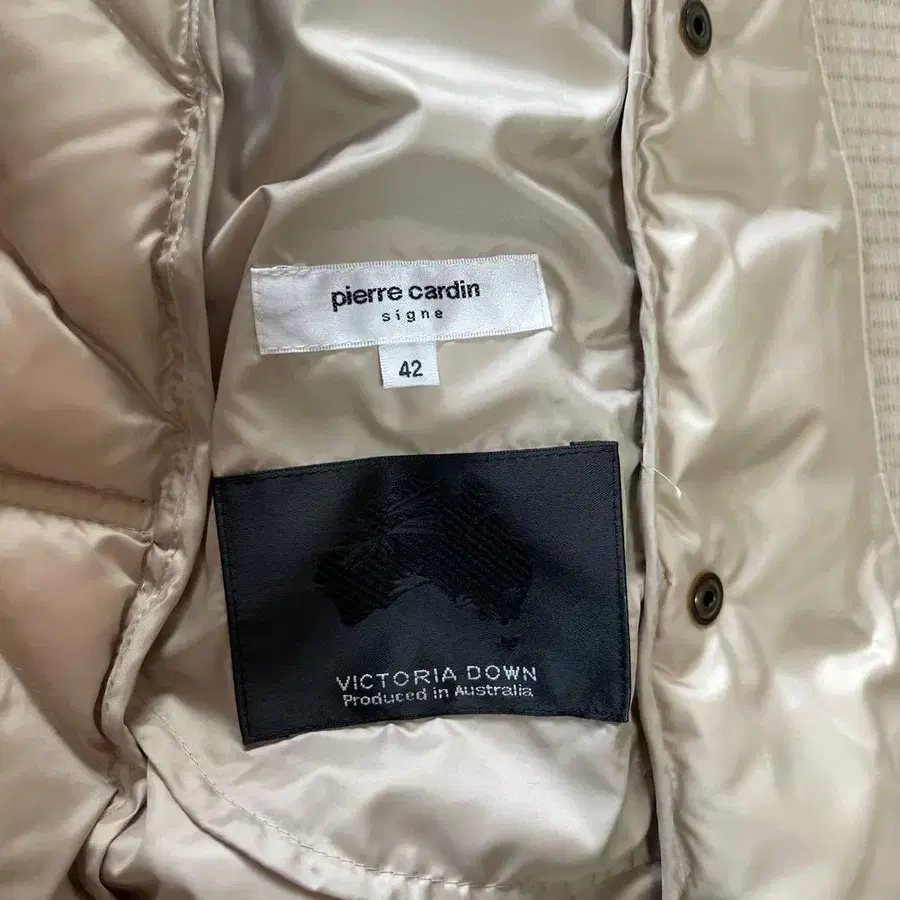 pierre cardin
signe
42
VICTORIA DOWN
Produced in Australia